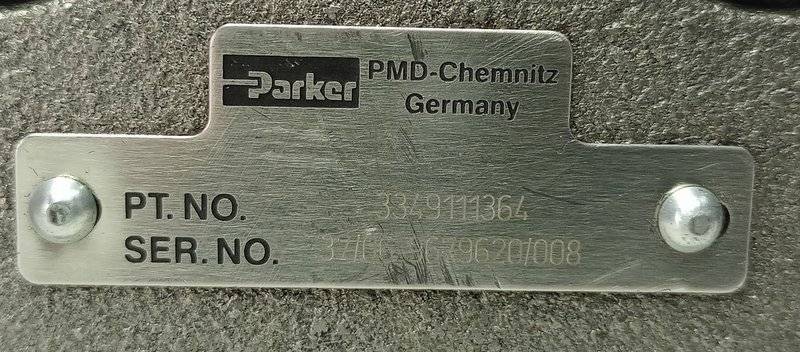 Parker
PMD-Chemnitz
Germany
PT. NO. 3349111364
SER. NO.